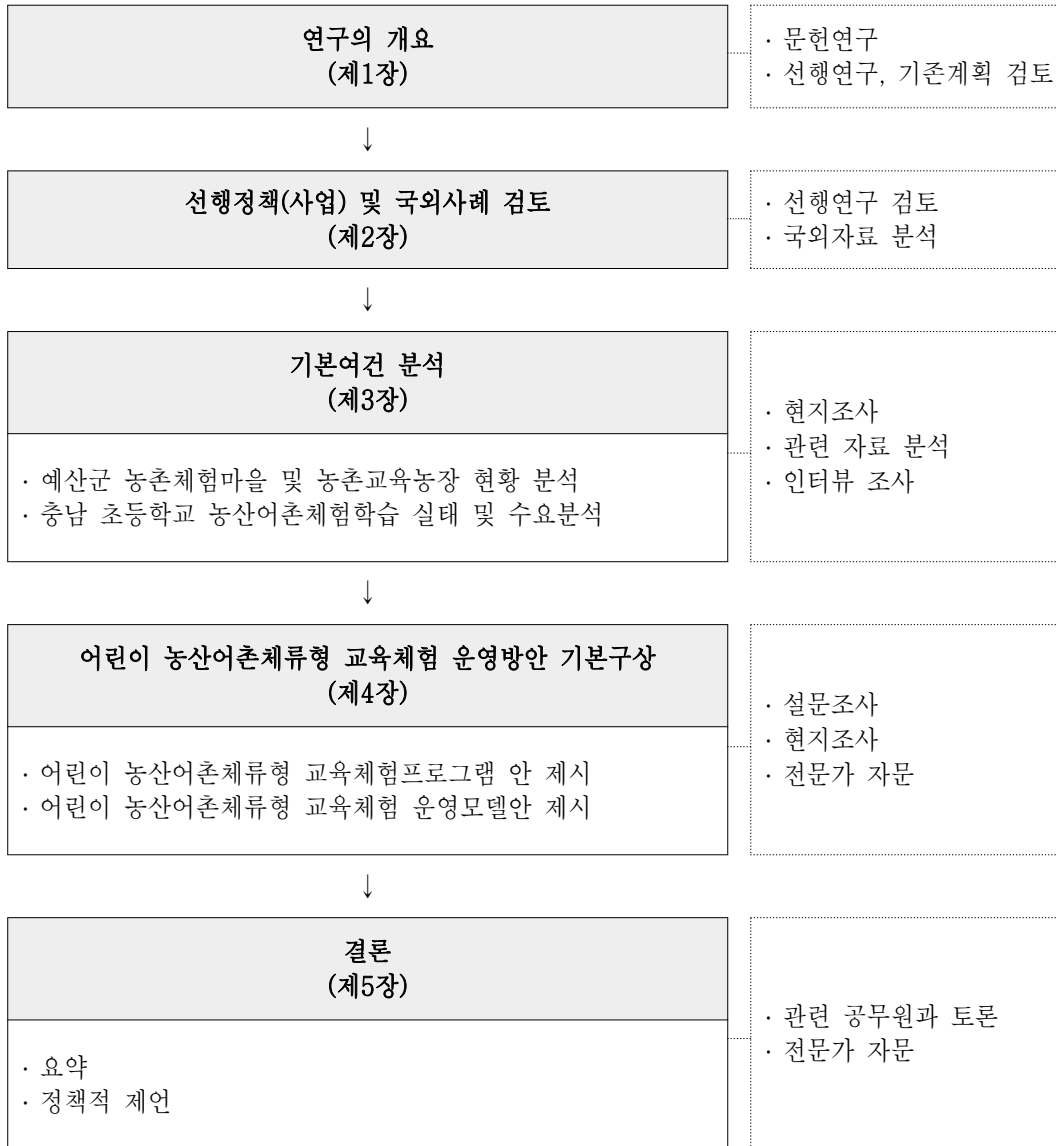 연구의 개요
(제1장)
· 문헌연구
· 선행연구, 기존계획 검토
↓
선행정책(사업) 및 국외사례 검토
(제2장)
· 선행연구 검토
· 국외자료 분석
↓
기본여건 분석
(제3장)
· 예산군 농촌체험마을 및 농촌교육농장 현황 분석
· 충남 초등학교 농산어촌체험학습 실태 및 수요분석
· 현지조사
· 관련 자료 분석
· 인터뷰 조사
↓
어린이 농산어촌체류형 교육체험 운영방안 기본구상
(제4장)
· 어린이 농산어촌체류형 교육체험프로그램 안 제시
· 어린이 농산어촌체류형 교육체험 운영모델안 제시
· 설문조사
· 현지조사
· 전문가 자문
↓
결론
(제5장)
· 요약
· 정책적 제언
· 관련 공무원과 토론
· 전문가 자문